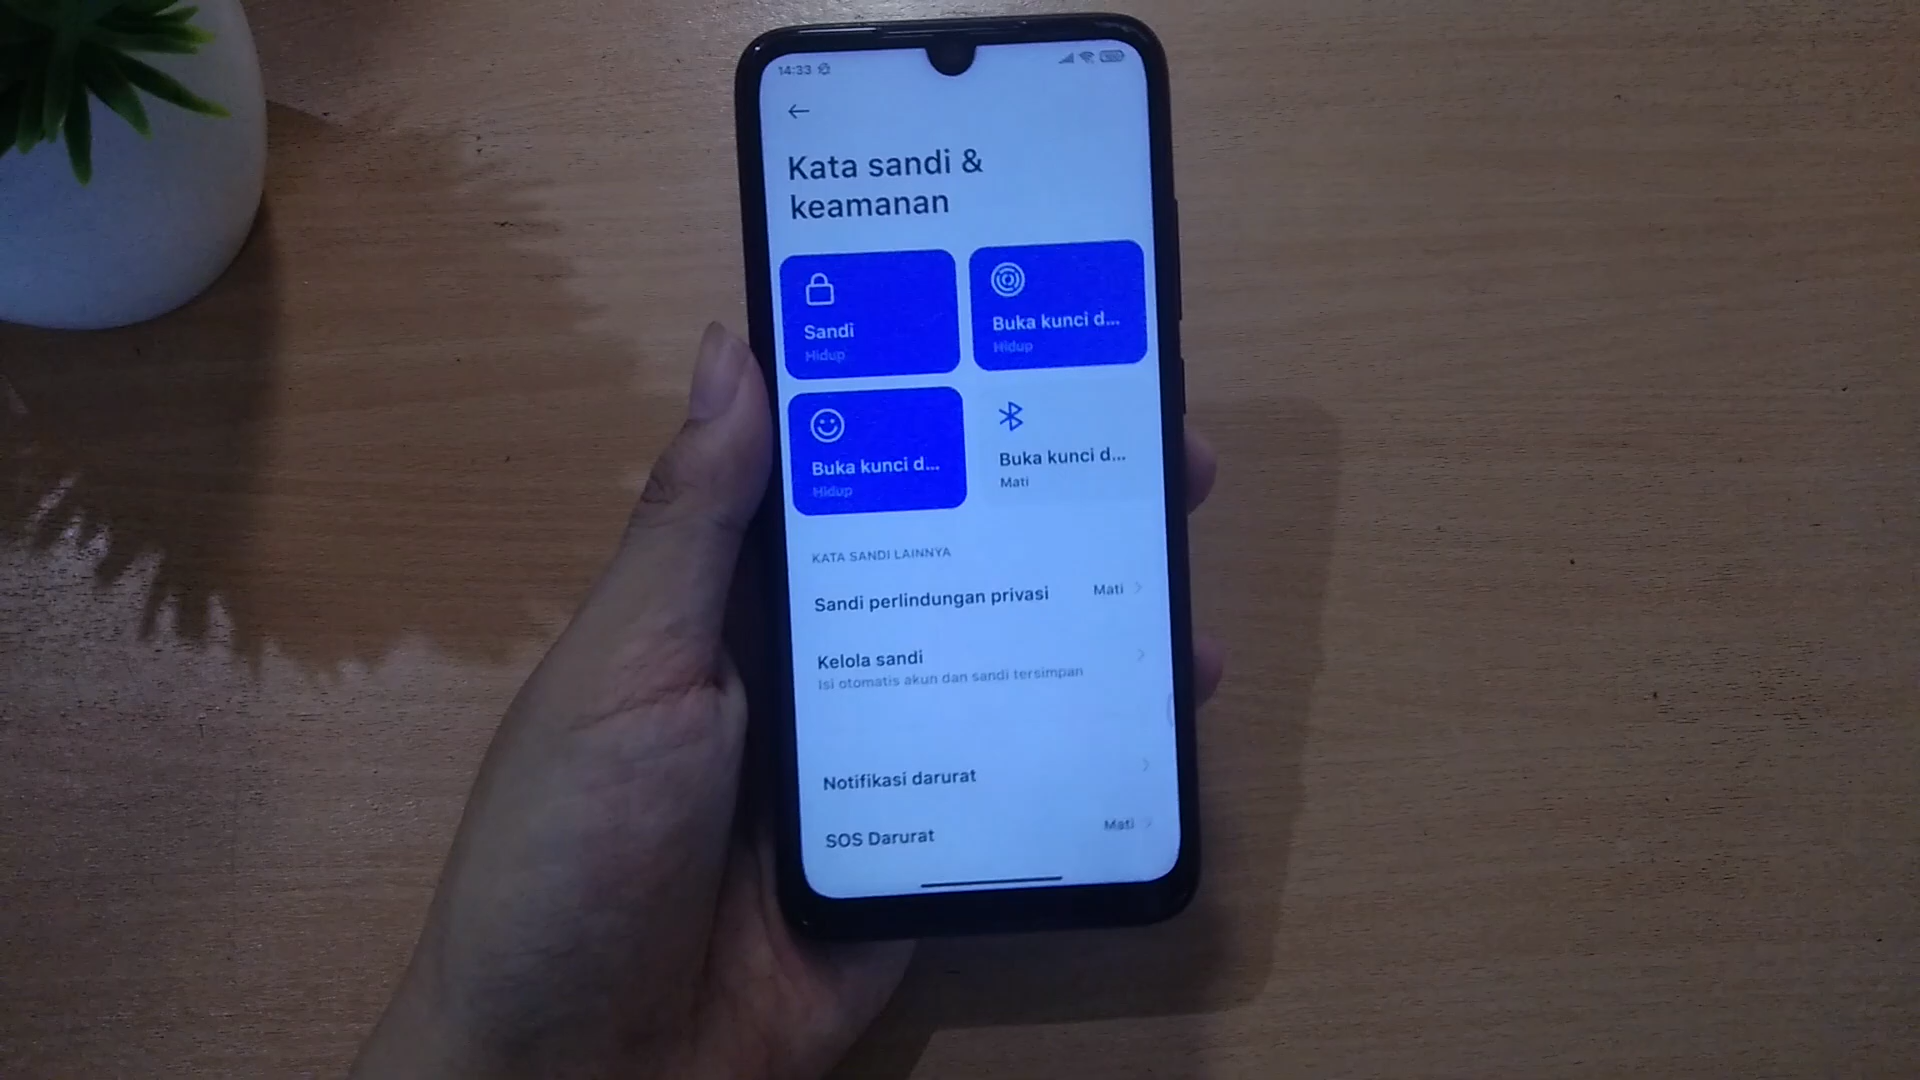 14:33
Kata sandi &
keamanan
Sandi
Hidup
Buka kunci d...
Hidup
Buka kunci d...
Hidup
Buka kunci d...
Mati
KATA SANDI LAINNYA
Sandi perlindungan privasi
Mati
Kelola sandi
Isi otomatis akun dan sandi tersimpan
Notifikasi darurat
SOS Darurat
Mati